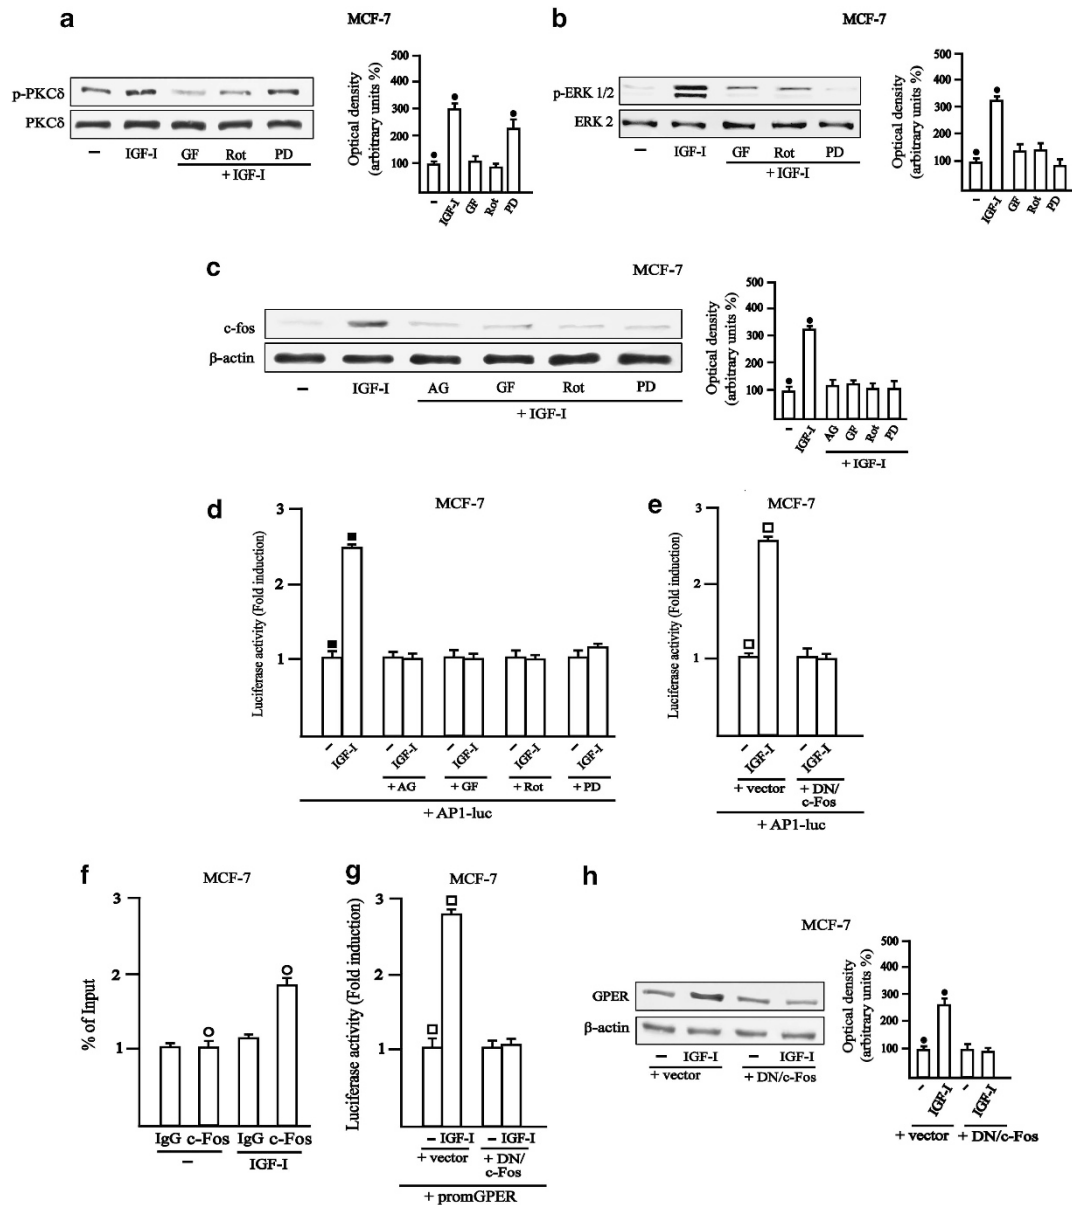 a
MCF-7
p-PKCδ
PKCδ
– IGF-I GF Rot PD
+ IGF-I
Optical density
(arbitrary units %)
500
400
300
200
100
– IGF-I GF Rot PD
b
MCF-7
p-ERK 1/2
ERK 2
– IGF-I GF Rot PD
+ IGF-I
Optical density
(arbitrary units %)
500
400
300
200
100
– IGF-I GF Rot PD
c
MCF-7
c-fos
β-actin
– IGF-I AG GF Rot PD
+ IGF-I
Optical density
(arbitrary units %)
500
400
300
200
100
– IGF-I AG GF Rot PD
+ IGF-I
d
MCF-7
Luciferase activity (Fold induction)
3
2
1
– IGF-I – IGF-I – IGF-I – IGF-I – IGF-I
+ AG + GF + Rot + PD
+ AP1-luc
e
MCF-7
Luciferase activity (Fold induction)
3
2
1
– IGF-I – IGF-I
+ vector + DN/
c-Fos
+ AP1-luc
f
MCF-7
% of Input
3
2
1
IgG c-Fos IgG c-Fos
– IGF-I
g
MCF-7
Luciferase activity (Fold induction)
3
2
1
– IGF-I – IGF-I
+ vector + DN/
c-Fos
+ promGPER
h
MCF-7
GPER
β-actin
– IGF-I – IGF-I
+ vector + DN/c-Fos
Optical density
(arbitrary units %)
500
400
300
200
100
– IGF-I – IGF-I
+ vector + DN/c-Fos